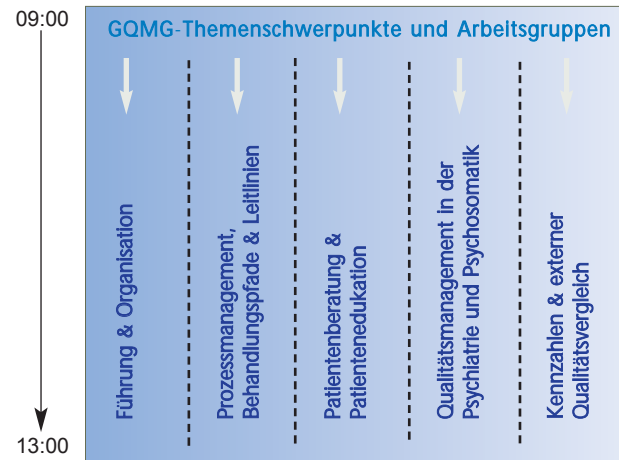 09:00
GQMG-Themenschwerpunkte und Arbeitsgruppen
Führung & Organisation
Prozessmanagement,
Behandlungspfade & Leitlinien
Patientenberatung &
Patientenedukation
Qualitätsmanagement in der
Psychiatrie und Psychosomatik
Kennzahlen & externer
Qualitätsvergleich
13:00